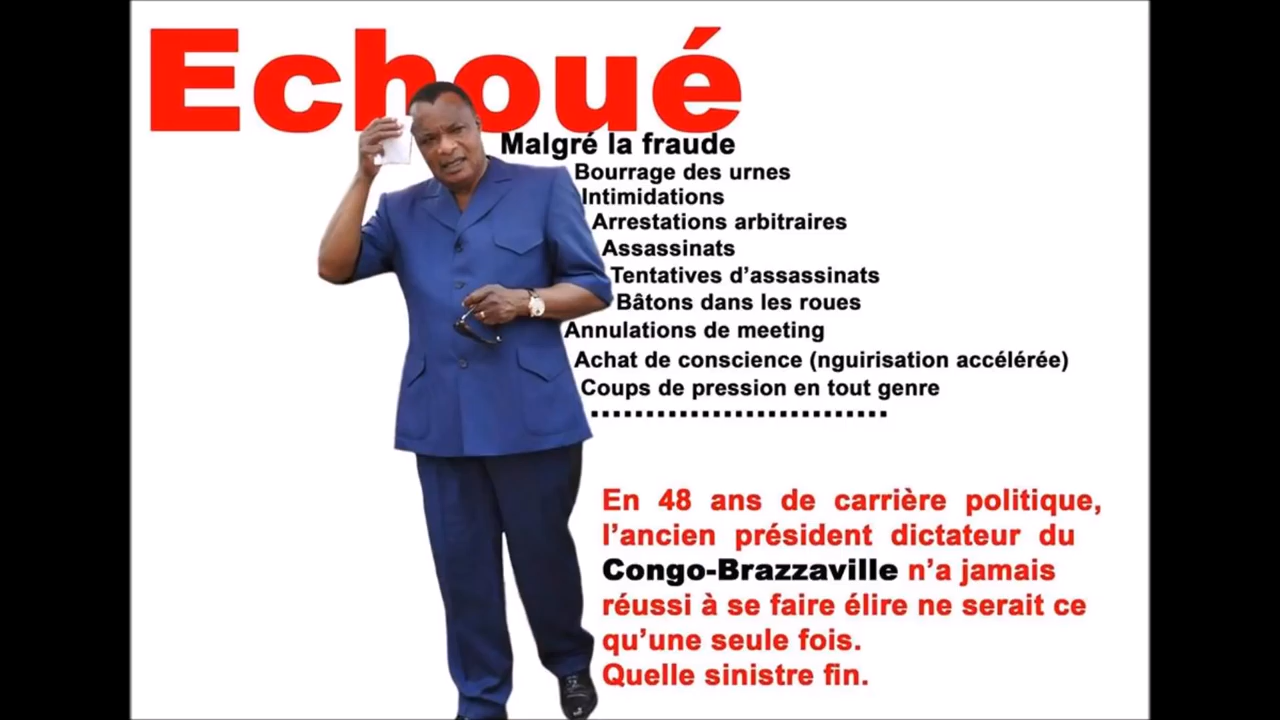 Echoué
Malgré la fraude
Bourrage des urnes
Intimidations
Arrestations arbitraires
Assassinats
Tentatives d’assassinats
Bâtons dans les roues
Annulations de meeting
Achat de conscience (nguirisation accélérée)
Coups de pression en tout genre
...........................
En 48 ans de carrière politique,
l’ancien président dictateur du
Congo-Brazzaville n’a jamais
réussi à se faire élire ne serait ce
qu’une seule fois.
Quelle sinistre fin.